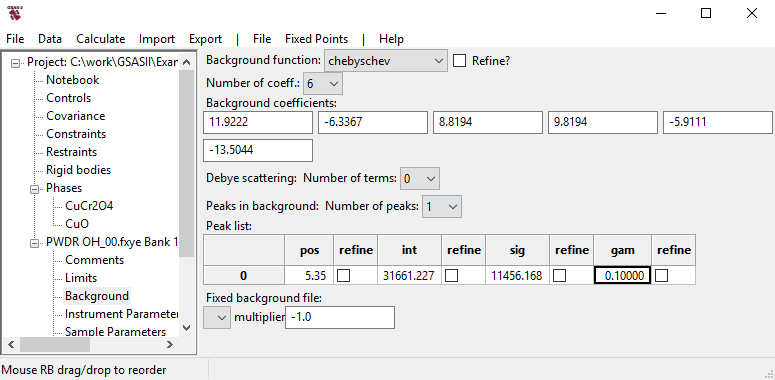 GSAS-2
File Data Calculate Import Export | File Fixed Points | Help
Project: C:\work\GSASII\Exam
Notebook
Controls
Covariance
Constraints
Restraints
Rigid bodies
Phases
CuCr2O4
CuO
PWDR OH_00.fxye Bank 1
Comments
Limits
Background
Instrument Parameter
Sample Parameters
Background function: chebyschev Refine?
Number of coeff.: 6
Background coefficients:
11.9222 -6.3367 8.8194 9.8194 -5.9111
-13.5044
Debye scattering: Number of terms: 0
Peaks in background: Number of peaks: 1
Peak list:
pos refine int refine sig refine gam refine
0 5.35 31661.227 11456.168 0.10000
Fixed background file:
multiplier -1.0
Mouse RB drag/drop to reorder